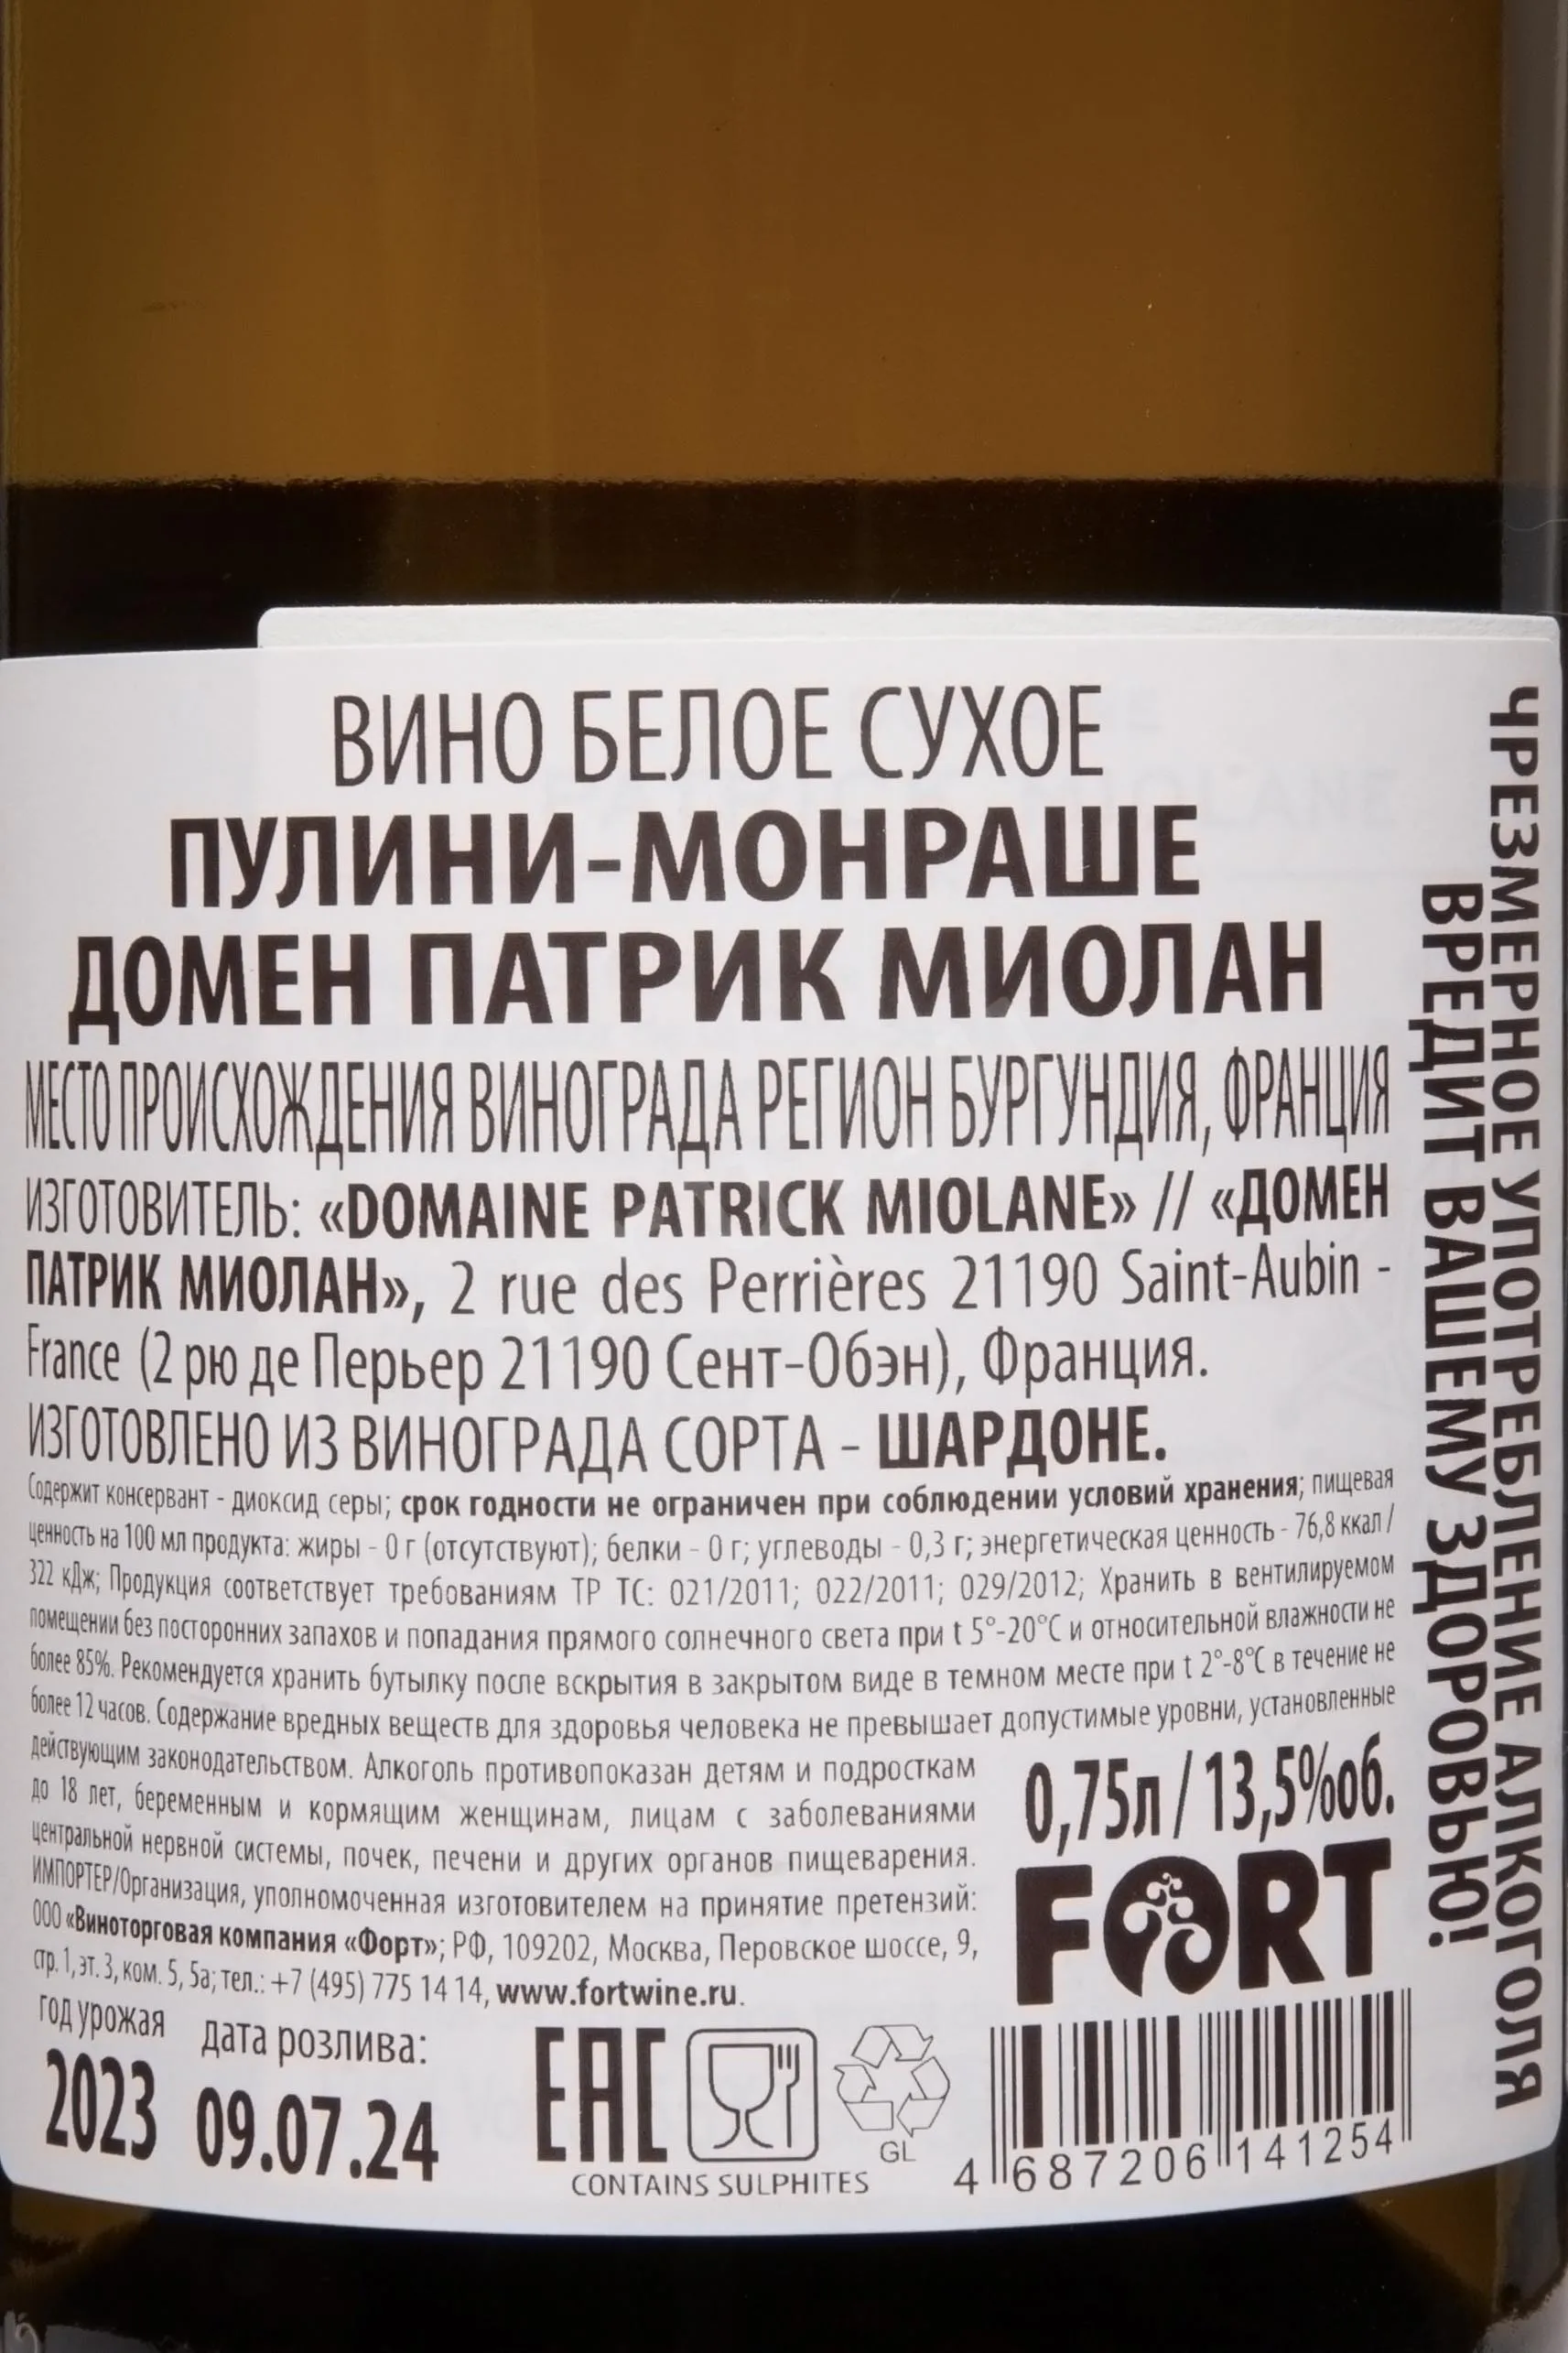 ВИНО БЕЛОЕ СУХОЕ
ПУЛИНИ-МОНРАШЕ
ДОМЕН ПАТРИК МИОЛАН
МЕСТО ПРОИСХОЖДЕНИЯ ВИНОГРАДА РЕГИОН БУРГУНДИЯ, ФРАНЦИЯ
ИЗГОТОВИТЕЛЬ: «DOMAINE PATRICK MIOLANE» // «ДОМЕН
ПАТРИК МИОЛАН», 2 rue des Perrières 21190 Saint-Aubin -
France (2 рю де Перьер 21190 Сент-Обэн), Франция.
ИЗГОТОВЛЕНО ИЗ ВИНОГРАДА СОРТА - ШАРДОНЕ.
Содержит консервант - диоксид серы; срок годности не ограничен при соблюдении условий хранения; пищевая
ценность на 100 мл продукта: жиры - 0 г (отсутствуют); белки - 0 г; углеводы - 0,3 г; энергетическая ценность - 76,8 ккал /
322 кДж; Продукция соответствует требованиям ТР ТС: 021/2011; 022/2011; 029/2012; Хранить в вентилируемом
помещении без посторонних запахов и попадания прямого солнечного света при t 5°-20°C и относительной влажности не
более 85%. Рекомендуется хранить бутылку после вскрытия в закрытом виде в темном месте при t 2°-8°C в течение не
более 12 часов. Содержание вредных веществ для здоровья человека не превышает допустимые уровни, установленные
действующим законодательством. Алкоголь противопоказан детям и подросткам
до 18 лет, беременным и кормящим женщинам, лицам с заболеваниями
центральной нервной системы, почек, печени и других органов пищеварения.
ИМПОРТЕР/Организация, уполномоченная изготовителем на принятие претензий:
ООО «Виноторговая компания «Форт»; РФ, 109202, Москва, Перовское шоссе, 9,
стр. 1, эт. 3, ком. 5, 5а; тел.: +7 (495) 775 14 14, www.fortwine.ru.
0,75л / 13,5%об.
FORT
год урожая
2023
дата розлива:
09.07.24
EAC
GL
CONTAINS SULPHITES
4 687206 141254
ЧРЕЗМЕРНОЕ УПОТРЕБЛЕНИЕ АЛКОГОЛЯ
ВРЕДИТ ВАШЕМУ ЗДОРОВЬЮ!